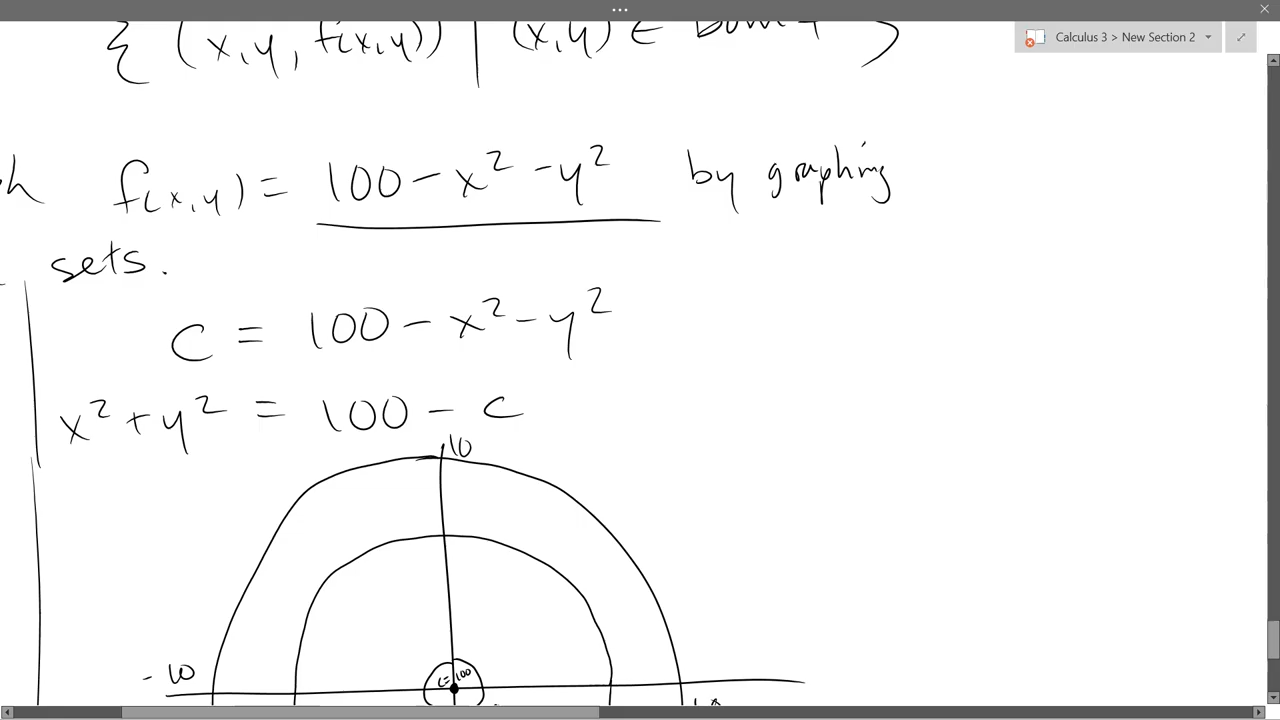 Calculus 3 > New Section 2
{ (x, y, f(x,y)) | (x,y) ∈
f(x,y) = 100 - x² - y² by graphing
sets.
C = 100 - x² - y²
x² + y² = 100 - C
10
C=100
-10